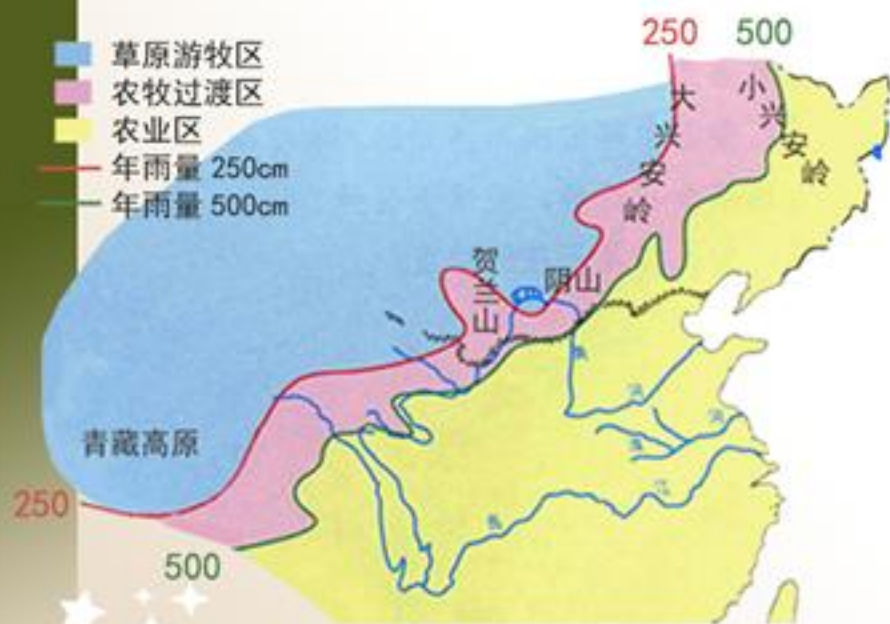 250 500
草原游牧区
农牧过渡区
农业区
年雨量 250cm
年雨量 500cm
大兴安岭
小兴安岭
贺兰山
阴山
青藏高原
250
500
河
江